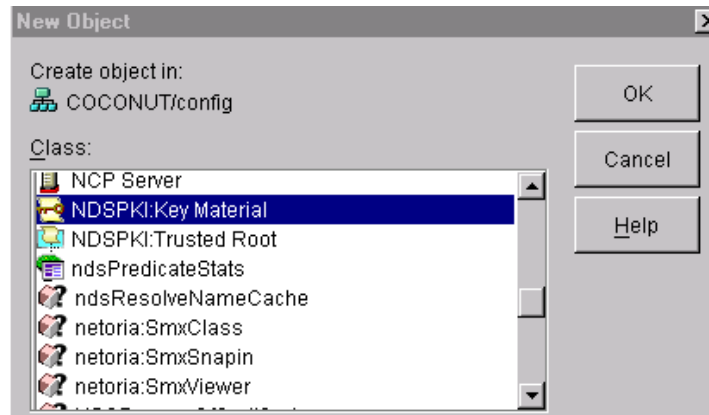 New Object
Create object in:
COCONUT/config
OK
Class:
Cancel
NCP Server
NDSPKI:Key Material
Help
NDSPKI:Trusted Root
ndsPredicateStats
ndsResolveNameCache
netoria:SmxClass
netoria:SmxSnapin
netoria:SmxViewer